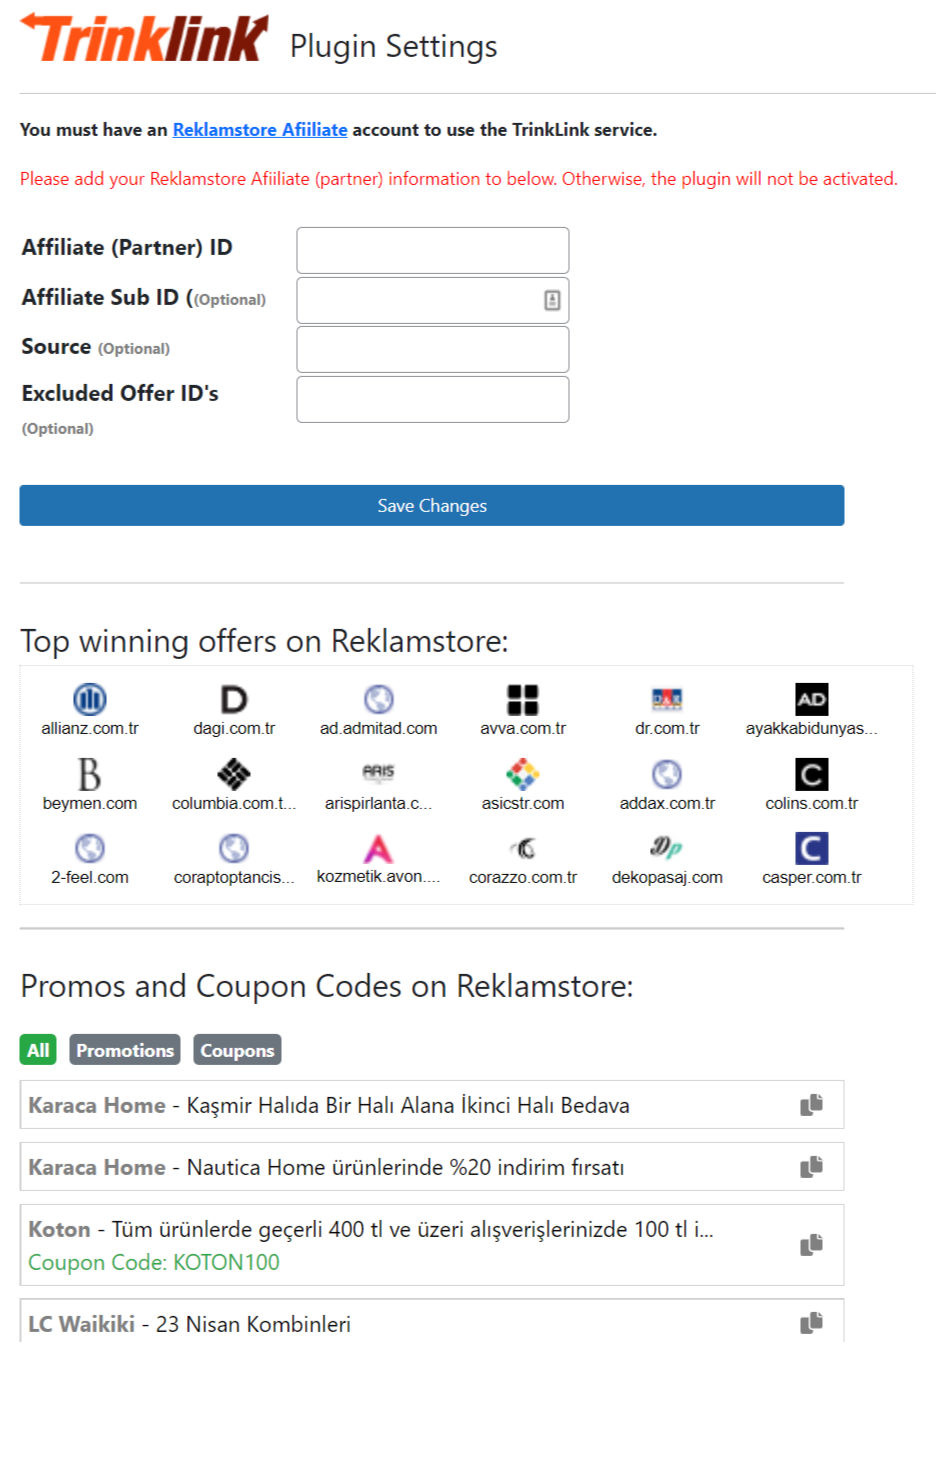 Trinklink Plugin Settings
You must have an Reklamstore Afiiliate account to use the TrinkLink service.
Please add your Reklamstore Afiiliate (partner) information to below. Otherwise, the plugin will not be activated.
Affiliate (Partner) ID
Affiliate Sub ID ((Optional)
Source (Optional)
Excluded Offer ID's
(Optional)
Save Changes
Top winning offers on Reklamstore:
D D&R AD
allianz.com.tr dagi.com.tr ad.admitad.com avva.com.tr dr.com.tr ayakkabidunyas...
B ARIS C
beymen.com columbia.com.t... arispirlanta.c... asicstr.com addax.com.tr colins.com.tr
A Dp C
2-feel.com coraptoptancis... kozmetik.avon.... corazzo.com.tr dekopasaj.com casper.com.tr
Promos and Coupon Codes on Reklamstore:
All Promotions Coupons
Karaca Home - Kaşmir Halıda Bir Halı Alana İkinci Halı Bedava
Karaca Home - Nautica Home ürünlerinde %20 indirim fırsatı
Koton - Tüm ürünlerde geçerli 400 tl ve üzeri alışverişlerinizde 100 tl i...
Coupon Code: KOTON100
LC Waikiki - 23 Nisan Kombinleri